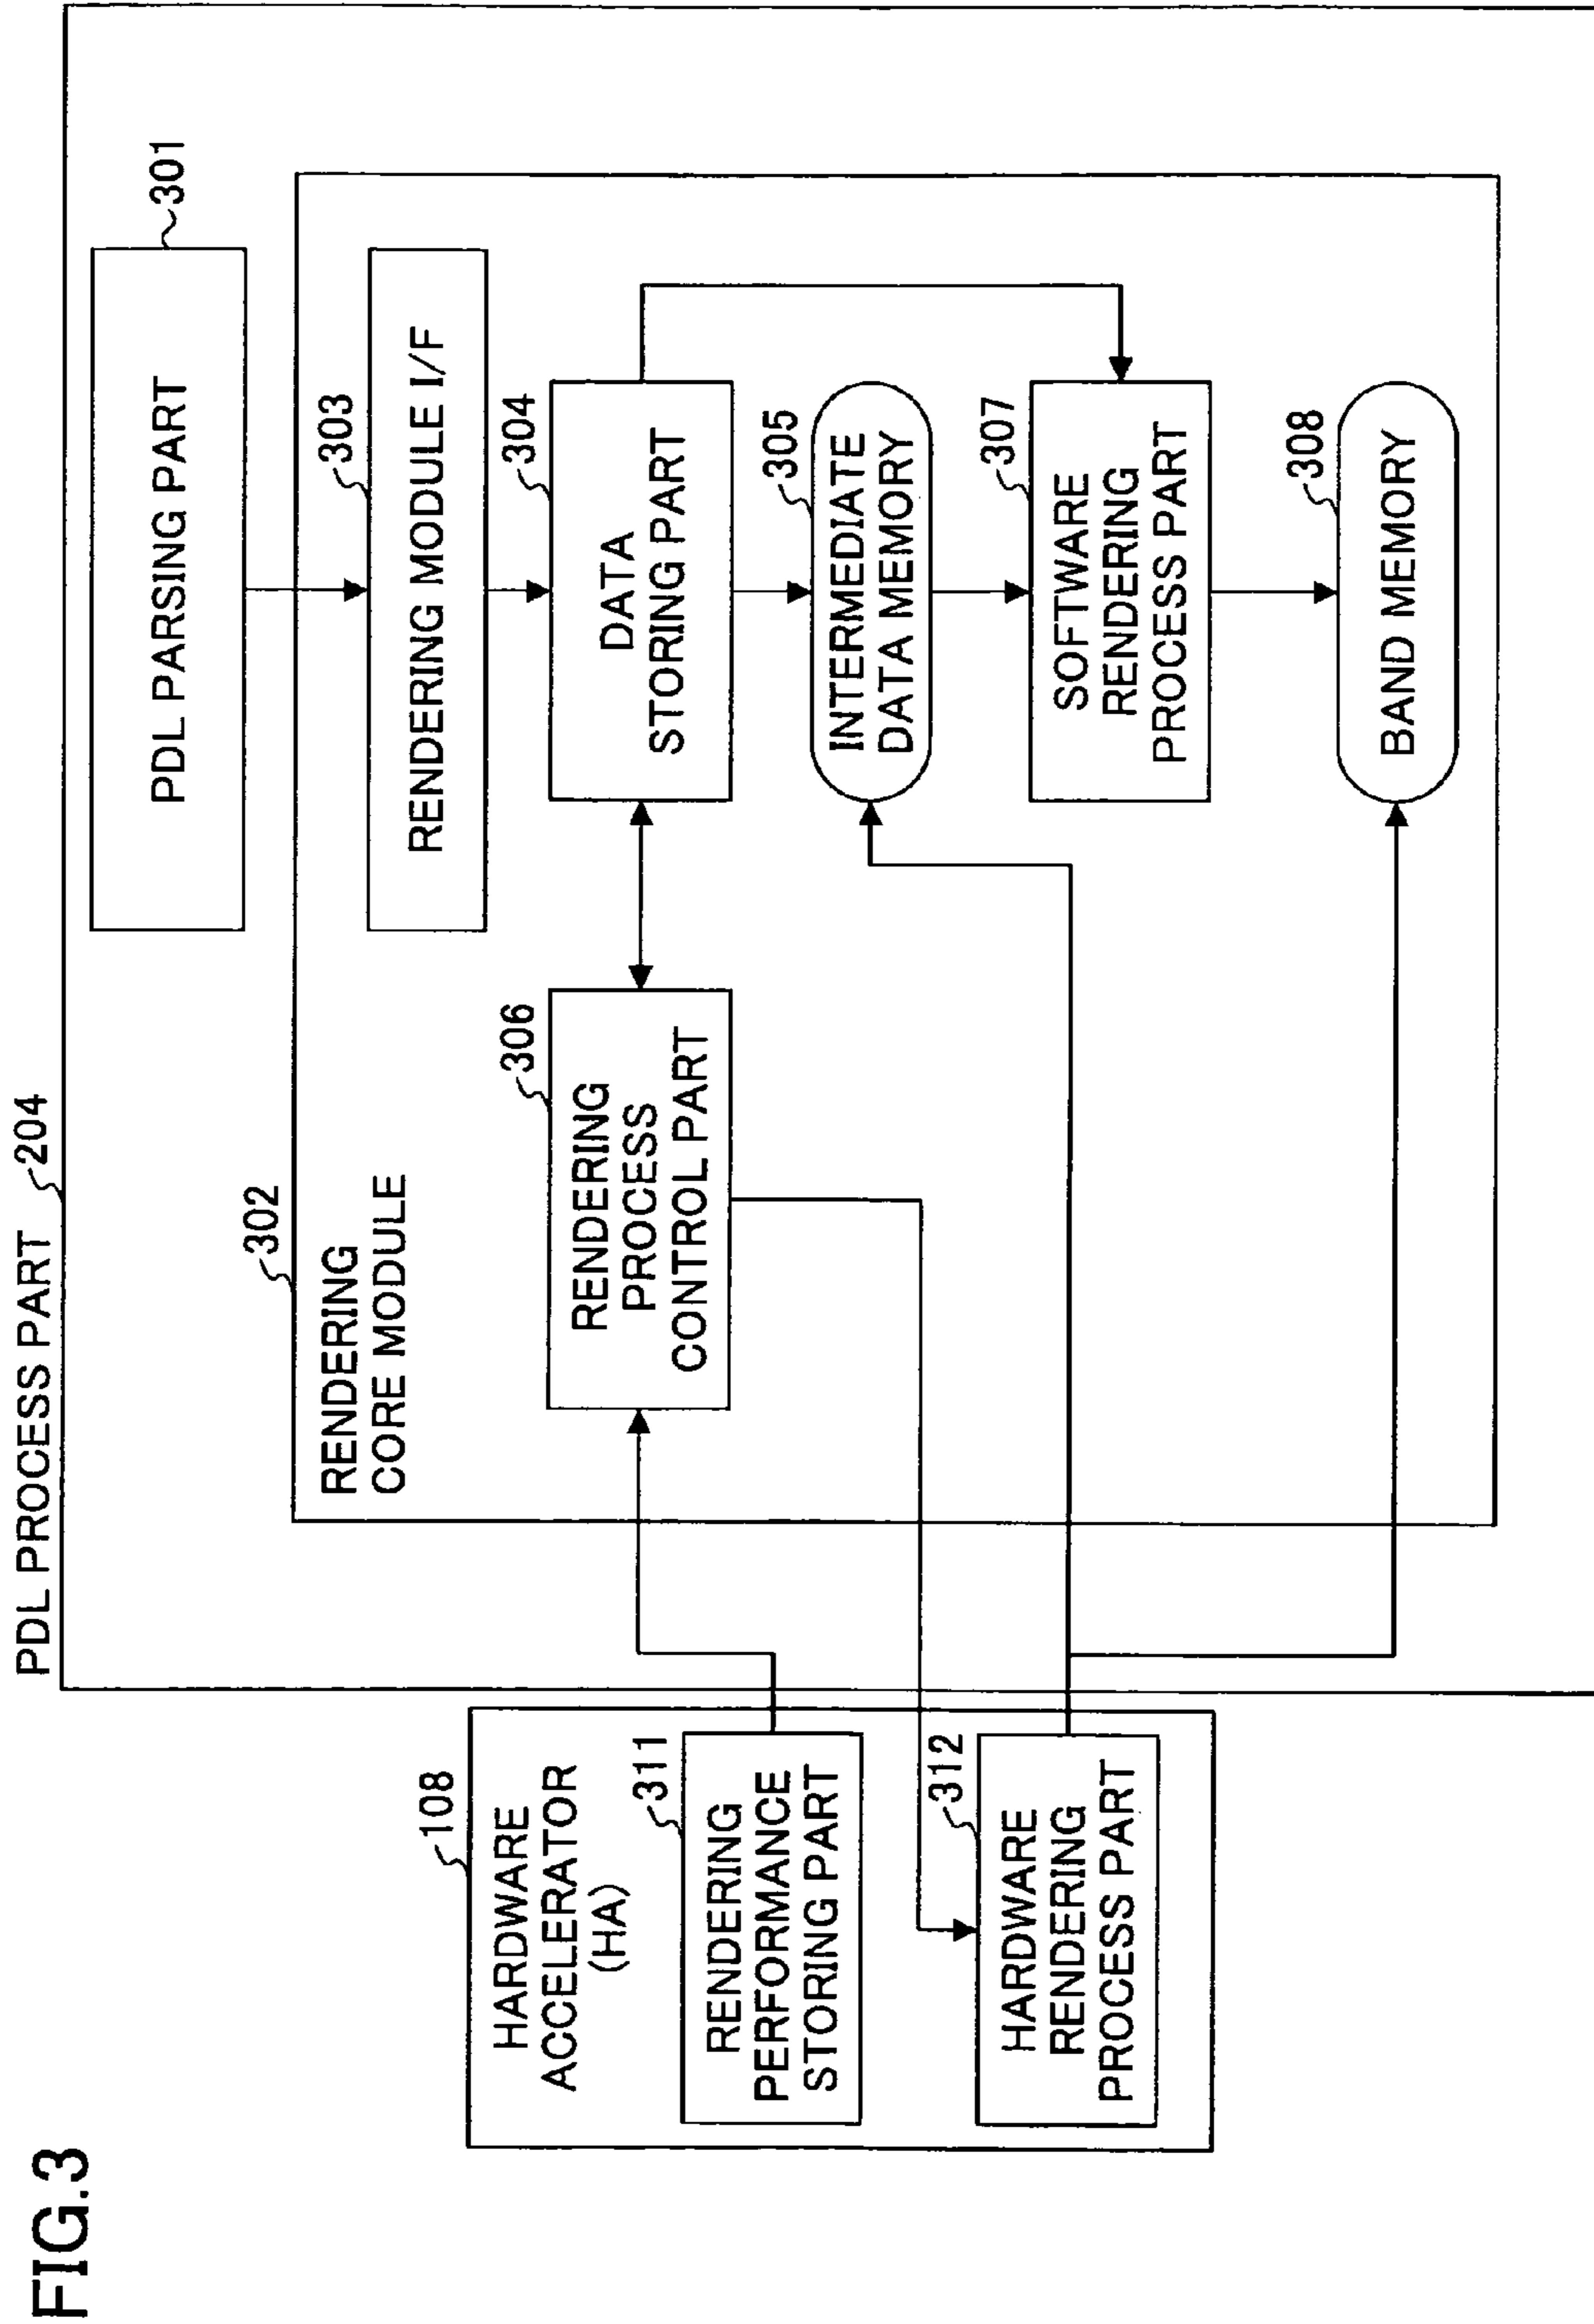 FIG.3
PDL PROCESS PART 204
PDL PARSING PART
301
302
RENDERING
CORE MODULE
303
RENDERING MODULE I/F
108
HARDWARE
ACCELERATOR
(HA)
306
RENDERING
PROCESS
CONTROL PART
304
DATA
STORING PART
311
RENDERING
PERFORMANCE
STORING PART
305
INTERMEDIATE
DATA MEMORY
312
HARDWARE
RENDERING
PROCESS PART
307
SOFTWARE
RENDERING
PROCESS PART
308
BAND MEMORY